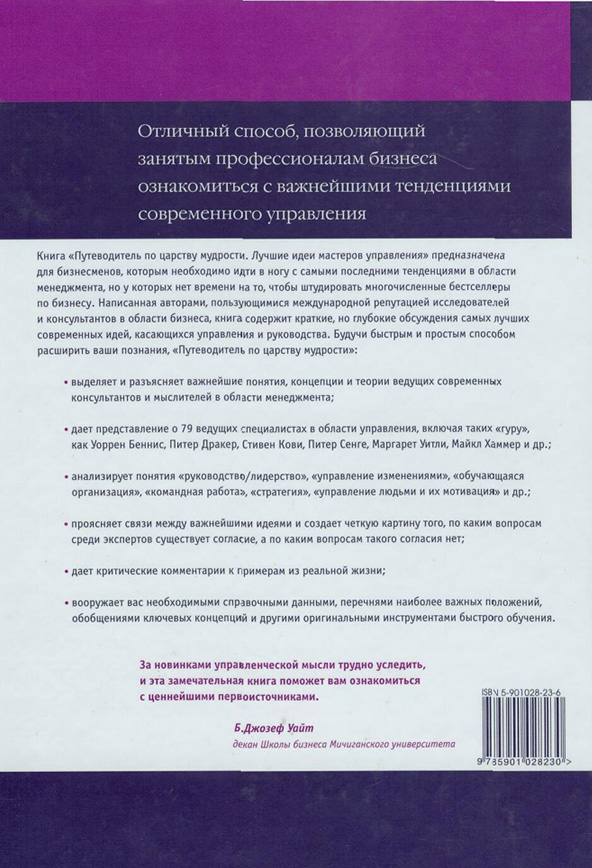 Отличный способ, позволяющий
занятым профессионалам бизнеса
ознакомиться с важнейшими тенденциями
современного управления
Книга «Путеводитель по царству мудрости. Лучшие идеи мастеров управления» предназначена
для бизнесменов, которым необходимо идти в ногу с самыми последними тенденциями в области
менеджмента, но у которых нет времени на то, чтобы штудировать многочисленные бестселлеры
по бизнесу. Написанная авторами, пользующимися международной репутацией исследователей
и консультантов в области бизнеса, книга содержит краткие, но глубокие обсуждения самых лучших
современных идей, касающихся управления и руководства. Будучи быстрым и простым способом
расширить ваши познания, «Путеводитель по царству мудрости»:
• выделяет и разъясняет важнейшие понятия, концепции и теории ведущих современных
консультантов и мыслителей в области менеджмента;
• дает представление о 79 ведущих специалистах в области управления, включая таких «гуру»,
как Уоррен Беннис, Питер Дракер, Стивен Кови, Питер Сенге, Маргарет Уитли, Майкл Хаммер и др.;
• анализирует понятия «руководство/лидерство», «управление изменениями», «обучающаяся
организация», «командная работа», «стратегия», «управление людьми и их мотивация» и др.;
• проясняет связи между важнейшими идеями и создает четкую картину того, по каким вопросам
среди экспертов существует согласие, а по каким вопросам такого согласия нет;
• дает критические комментарии к примерам из реальной жизни;
• вооружает вас необходимыми справочными данными, перечнями наиболее важных положений,
обобщениями ключевых концепций и другими оригинальными инструментами быстрого обучения.
За новинками управленческой мысли трудно уследить,
и эта замечательная книга поможет вам ознакомиться
с ценнейшими первоисточниками.
Б.Джозеф Уайт
декан Школы бизнеса Мичиганского университета
ISBN 5-901028-23-6
9 785901 028230 >